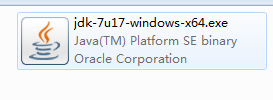 jdk-7u17-windows-x64.exe
Java(TM) Platform SE binary
Oracle Corporation